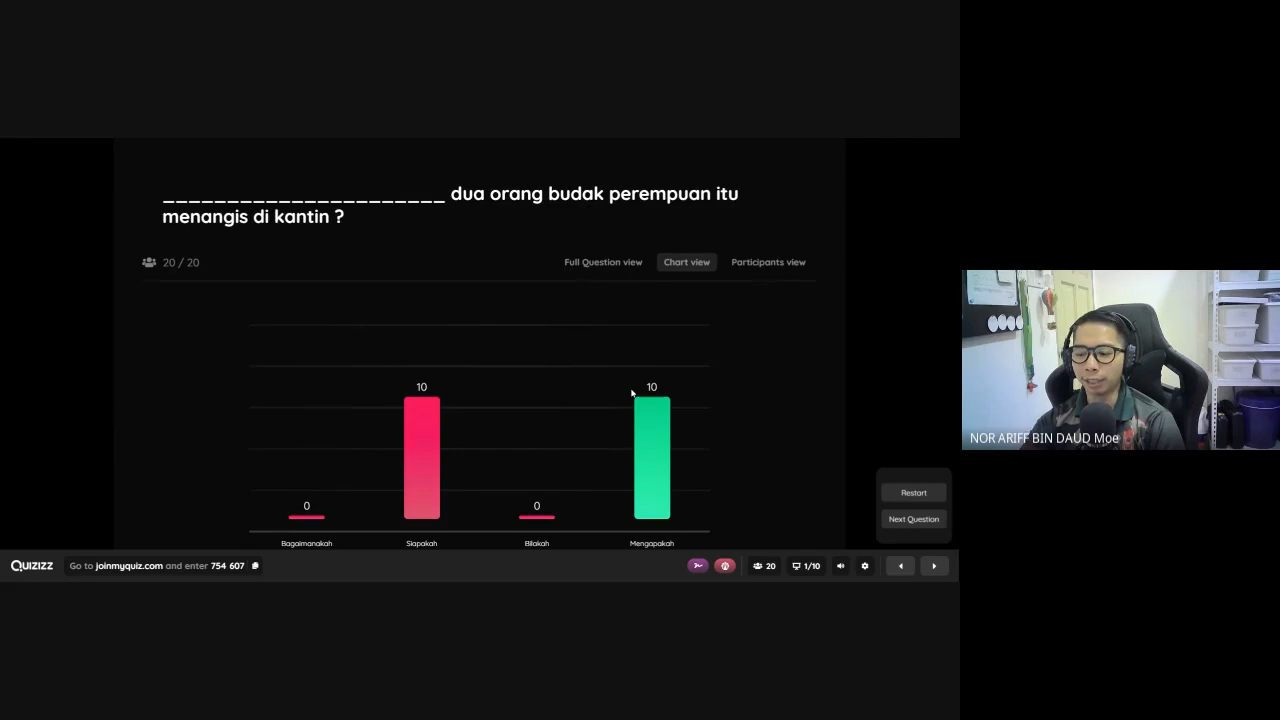 ______________________ dua orang budak perempuan itu
menangis di kantin ?
20 / 20
Full Question view
Chart view
Participants view
10
10
0
0
Bagaimanakah
Siapakah
Bilakah
Mengapakah
Restart
Next Question
QUIZIZZ
Go to joinmyquiz.com and enter 754 607
20
1/10
NOR ARIFF BIN DAUD Moe